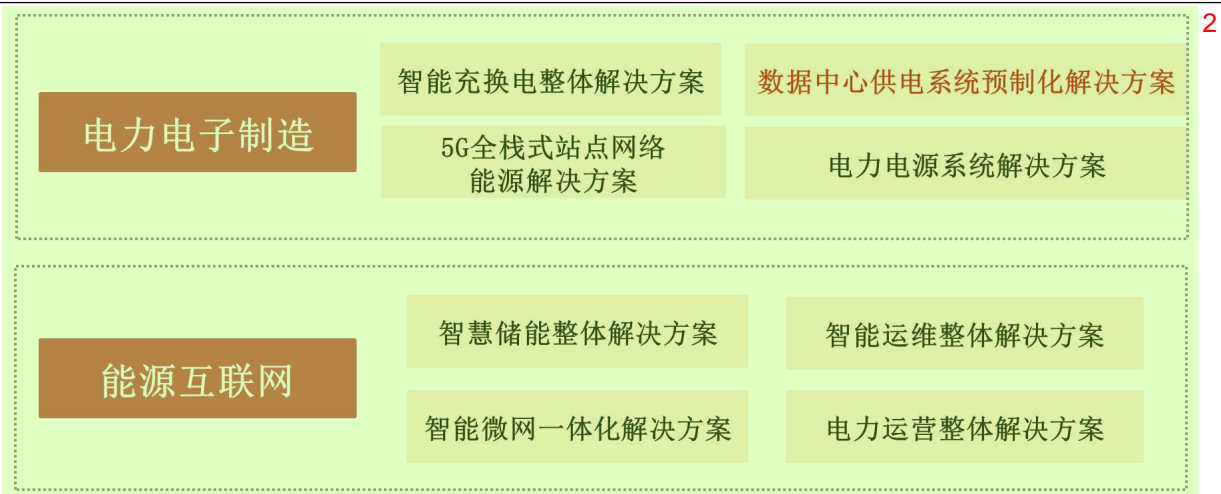 2
电力电子制造
智能充换电整体解决方案
数据中心供电系统预制化解决方案
5G全栈式站点网络
能源解决方案
电力电源系统解决方案
能源互联网
智慧储能整体解决方案
智能运维整体解决方案
智能微网一体化解决方案
电力运营整体解决方案